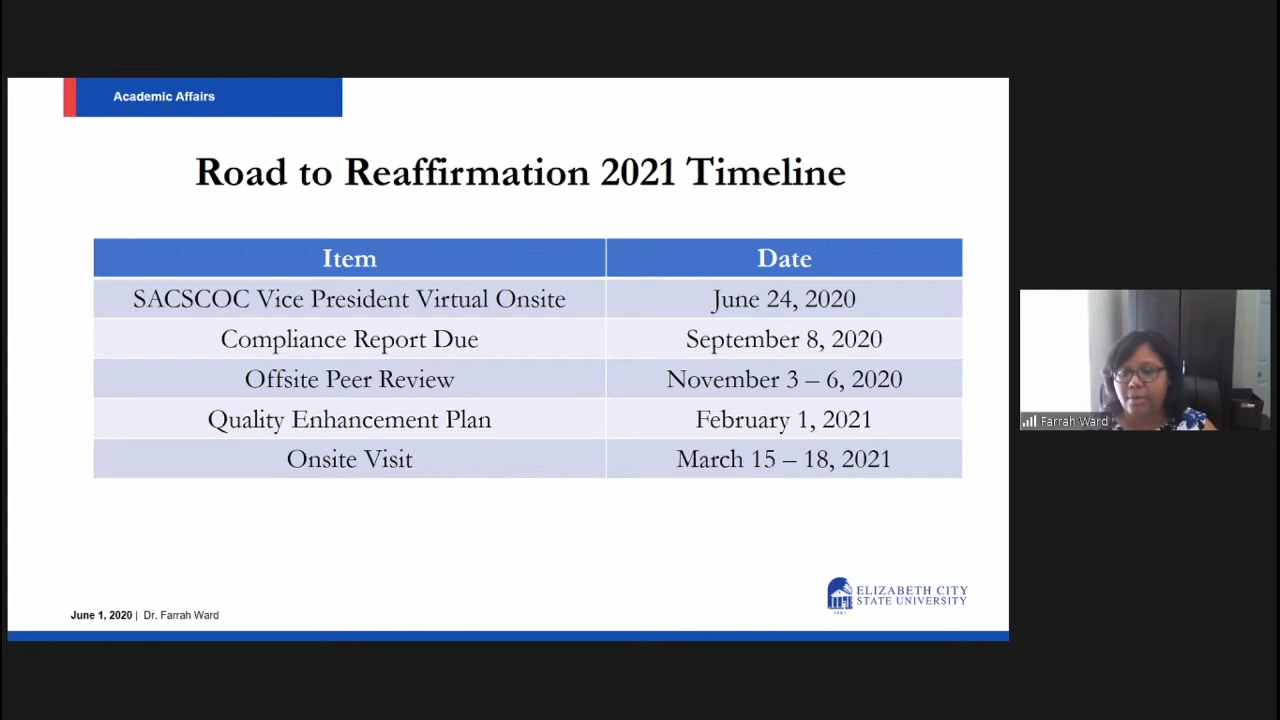 Academic Affairs
Road to Reaffirmation 2021 Timeline
Item Date
SACSCOC Vice President Virtual Onsite June 24, 2020
Compliance Report Due September 8, 2020
Offsite Peer Review November 3 – 6, 2020
Quality Enhancement Plan February 1, 2021
Onsite Visit March 15 – 18, 2021
Farrah Ward
ELIZABETH CITY
STATE UNIVERSITY
June 1, 2020 | Dr. Farrah Ward